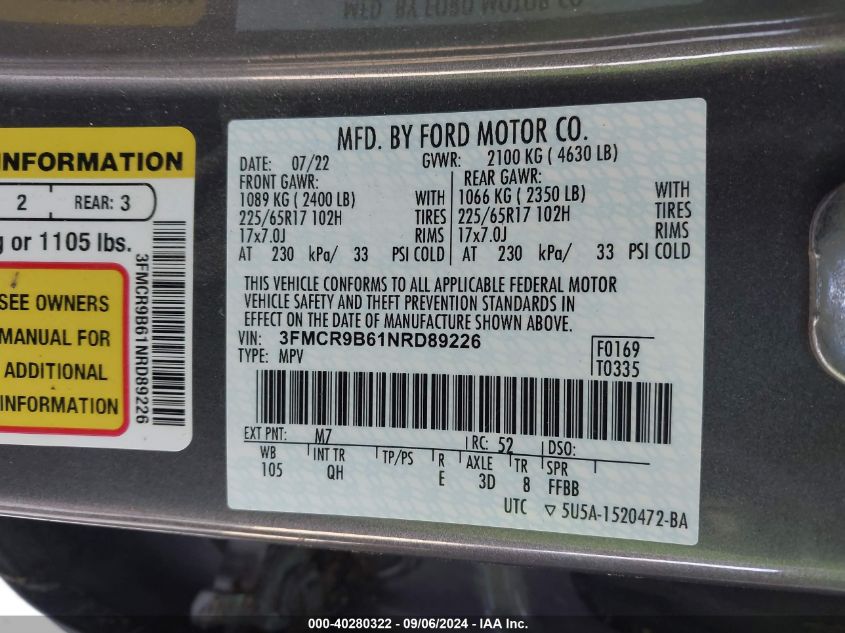 MFD. BY FORD MOTOR CO.
INFORMATION
2 REAR: 3
g or 1105 lbs.
SEE OWNERS
MANUAL FOR
ADDITIONAL
INFORMATION
3FMCR9B61NRD89226
MFD. BY FORD MOTOR CO.
DATE: 07/22 GVWR: 2100 KG ( 4630 LB)
FRONT GAWR: REAR GAWR:
1089 KG ( 2400 LB) WITH 1066 KG ( 2350 LB) WITH
225/65R17 102H TIRES 225/65R17 102H TIRES
17x7.0J RIMS 17x7.0J RIMS
AT 230 kPa/ 33 PSI COLD AT 230 kPa/ 33 PSI COLD
THIS VEHICLE CONFORMS TO ALL APPLICABLE FEDERAL MOTOR
VEHICLE SAFETY AND THEFT PREVENTION STANDARDS IN
EFFECT ON THE DATE OF MANUFACTURE SHOWN ABOVE.
VIN: 3FMCR9B61NRD89226
TYPE: MPV
F0169
T0335
EXT PNT: M7 RC: 52 DSO:
WB INT TR TP/PS R AXLE TR SPR
105 QH E 3D 8 FFBB
UTC ▽ 5U5A-1520472-BA
000-40280322 - 09/06/2024 - IAA Inc.